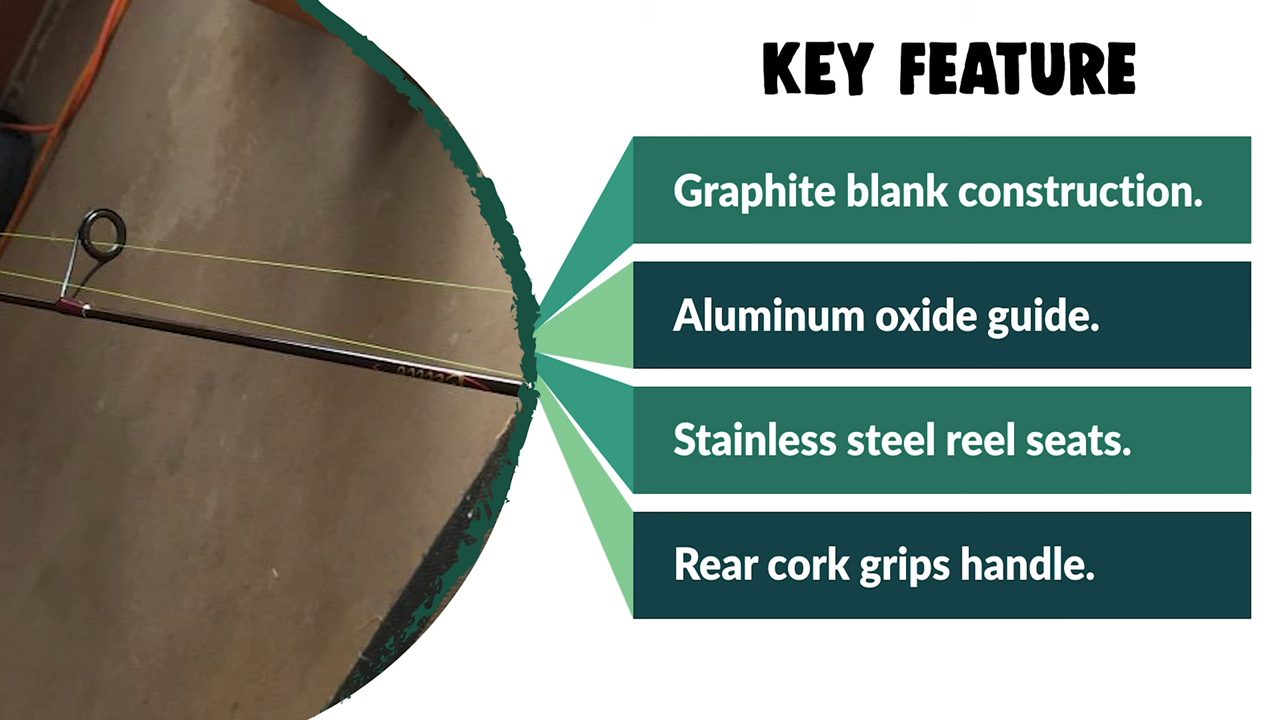 KEY FEATURE
Graphite blank construction.
Aluminum oxide guide.
Stainless steel reel seats.
Rear cork grips handle.